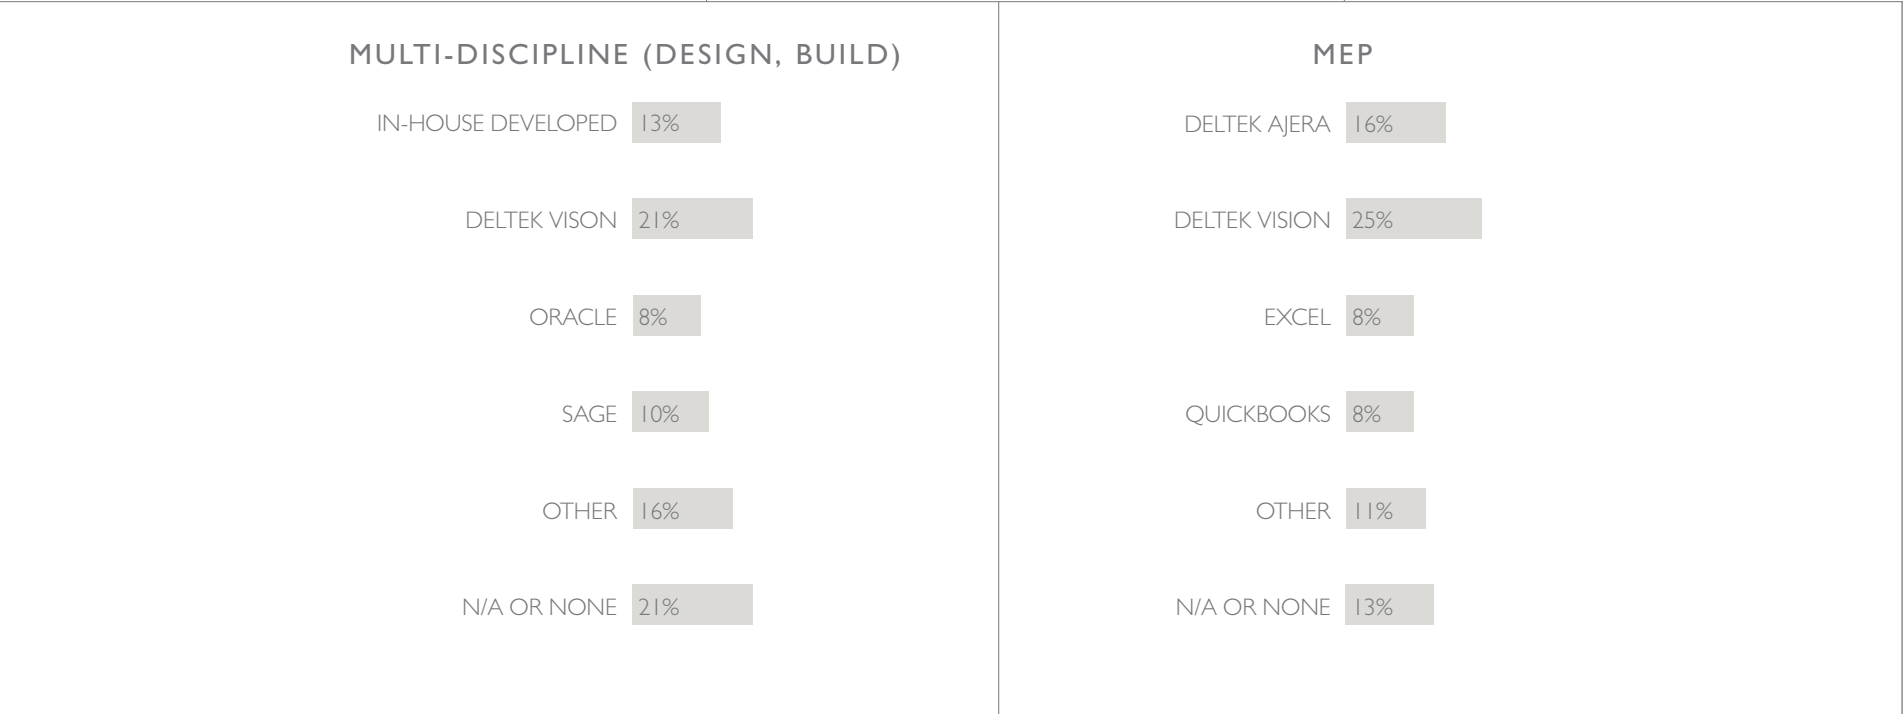 MULTI-DISCIPLINE (DESIGN, BUILD)
IN-HOUSE DEVELOPED 13%
DELTEK VISON 21%
ORACLE 8%
SAGE 10%
OTHER 16%
N/A OR NONE 21%
MEP
DELTEK AJERA 16%
DELTEK VISION 25%
EXCEL 8%
QUICKBOOKS 8%
OTHER 11%
N/A OR NONE 13%